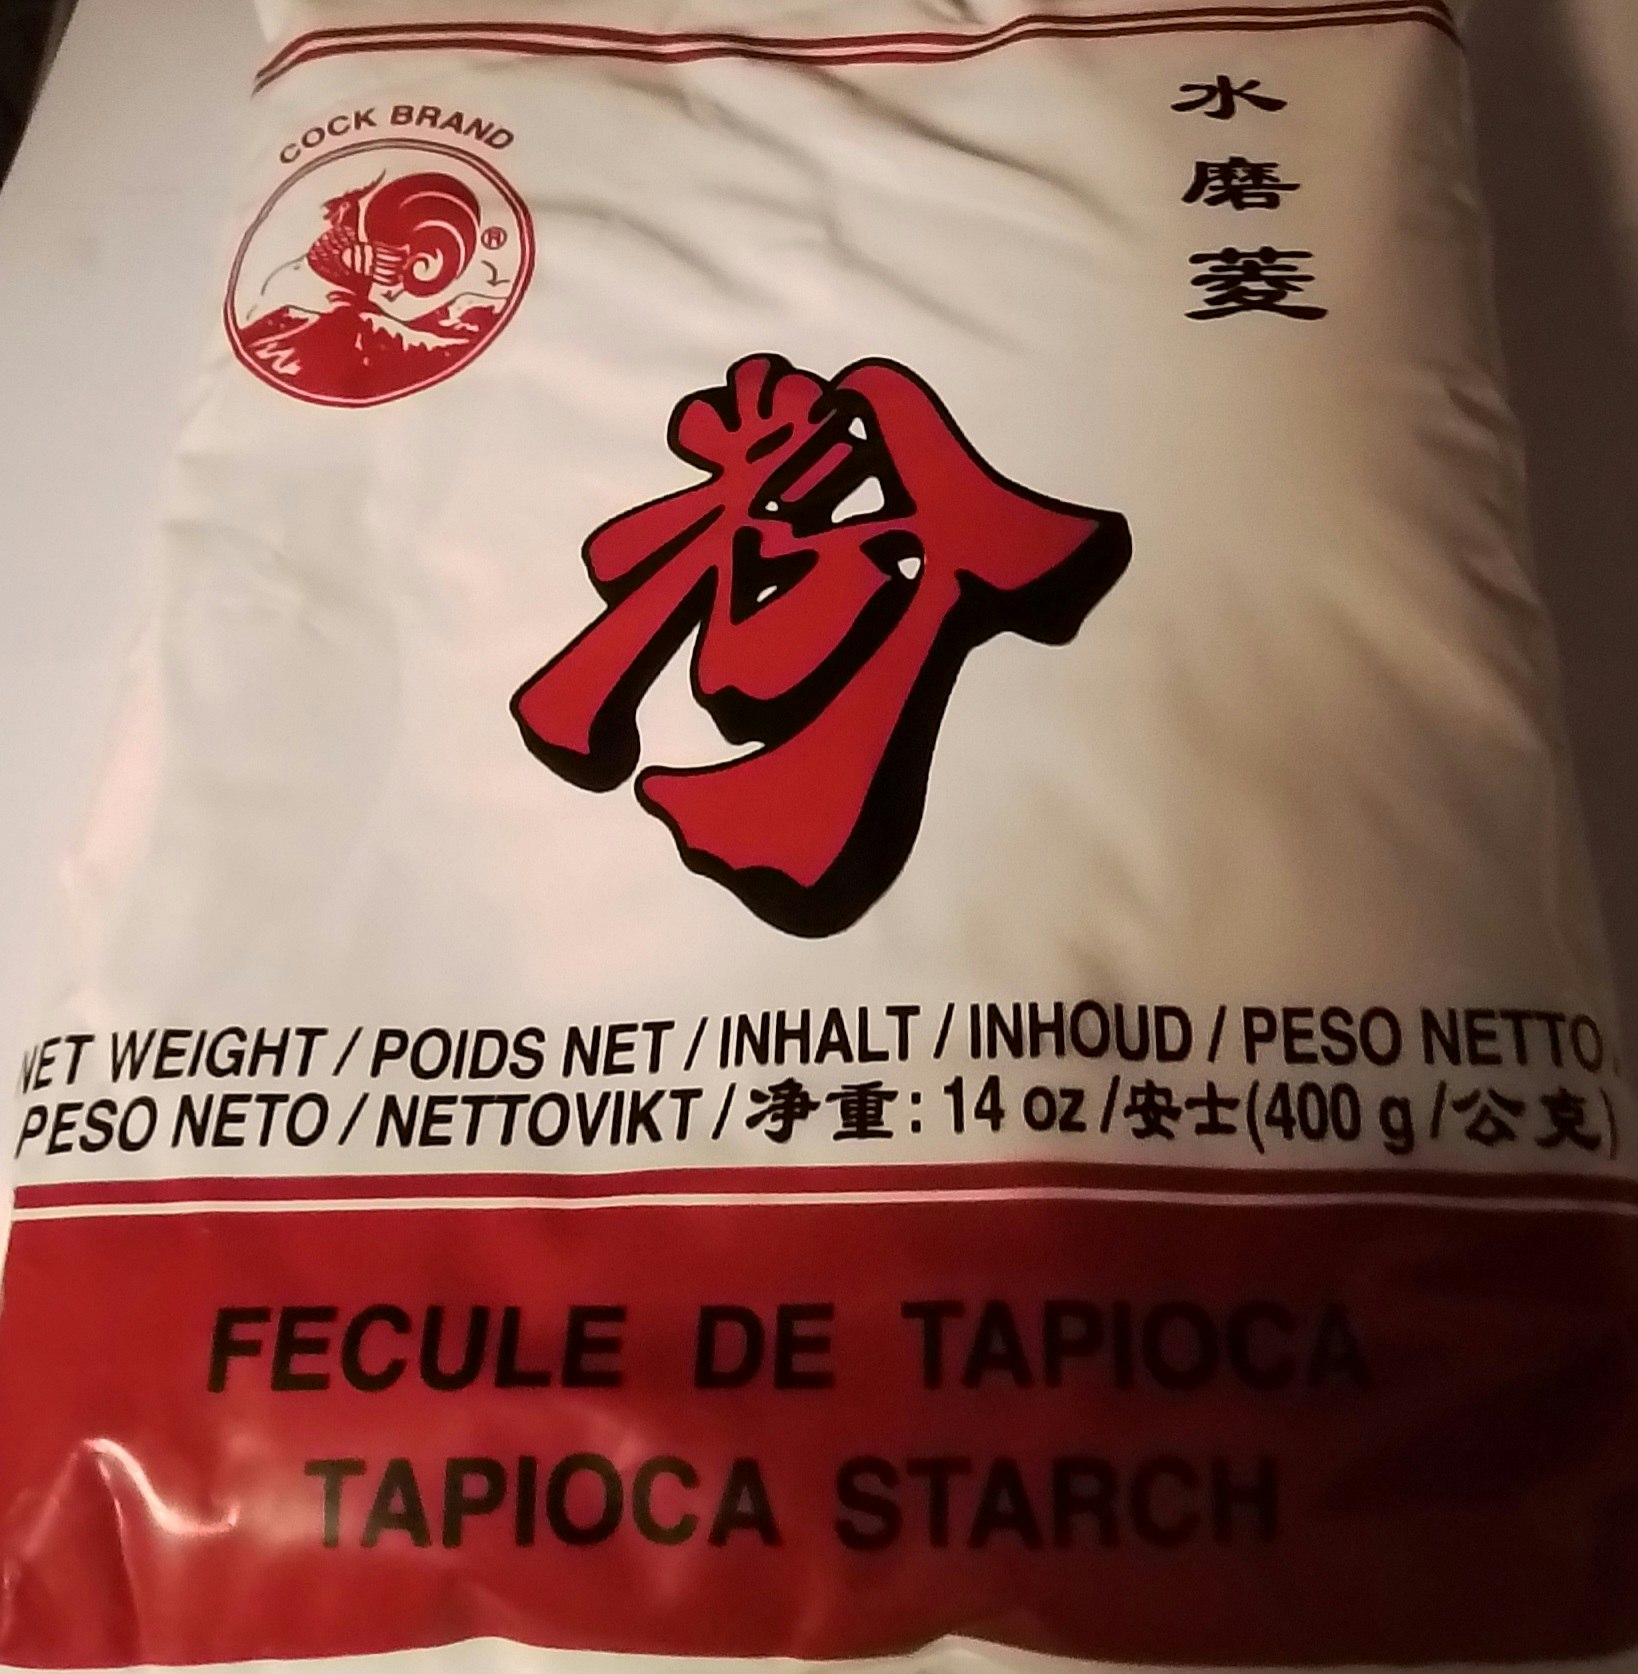 COCK BRAND
®
水
磨
菱
粉
NET WEIGHT / POIDS NET / INHALT / INHOUD / PESO NETTO
PESO NETO / NETTOVIKT / 净重: 14 oz /安士(400 g /公克)
FECULE DE TAPIOCA
TAPIOCA STARCH